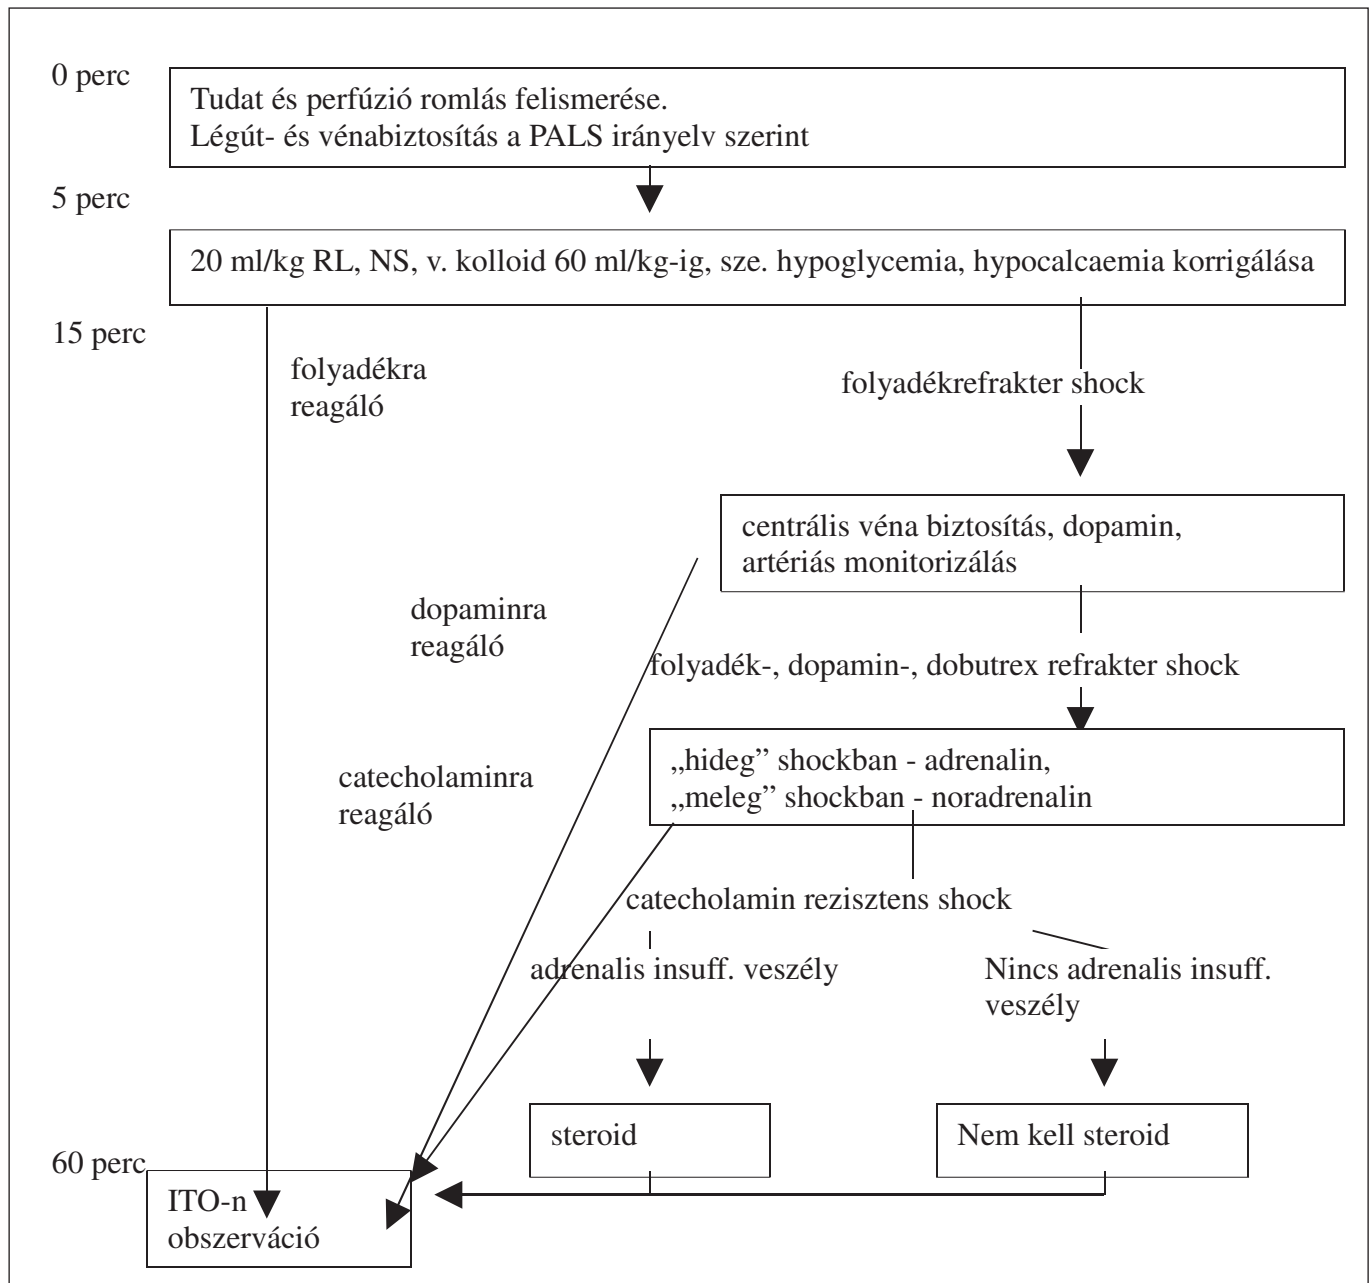 0 perc
Tudat és perfúzió romlás felismerése.
Légút- és vénabiztosítás a PALS irányelv szerint
5 perc
20 ml/kg RL, NS, v. kolloid 60 ml/kg-ig, sze. hypoglycemia, hypocalcaemia korrigálása
15 perc
folyadékra
reagáló
folyadékrefrakter shock
centrális véna biztosítás, dopamin,
artériás monitorizálás
dopaminra
reagáló
folyadék-, dopamin-, dobutrex refrakter shock
„hideg” shockban - adrenalin,
„meleg” shockban - noradrenalin
catecholaminra
reagáló
catecholamin rezisztens shock
adrenalis insuff. veszély
Nincs adrenalis insuff.
veszély
steroid
Nem kell steroid
60 perc
ITO-n
obszerváció